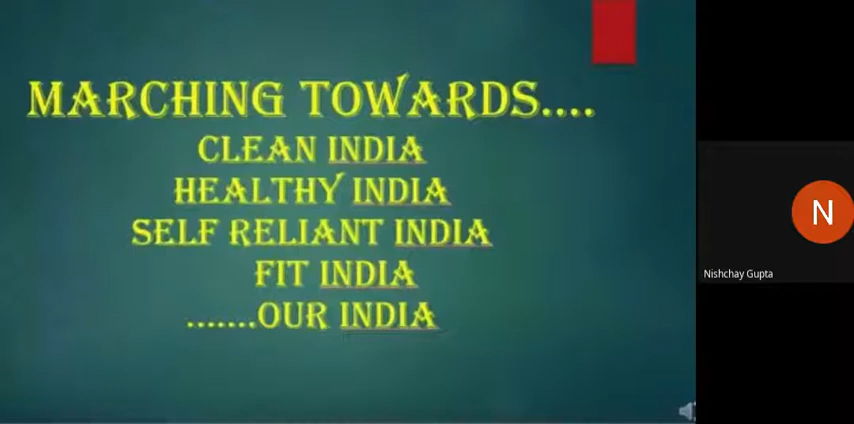 MARCHING TOWARDS....
CLEAN INDIA
HEALTHY INDIA
SELF RELIANT INDIA
FIT INDIA
.......OUR INDIA
N
Nishchay Gupta